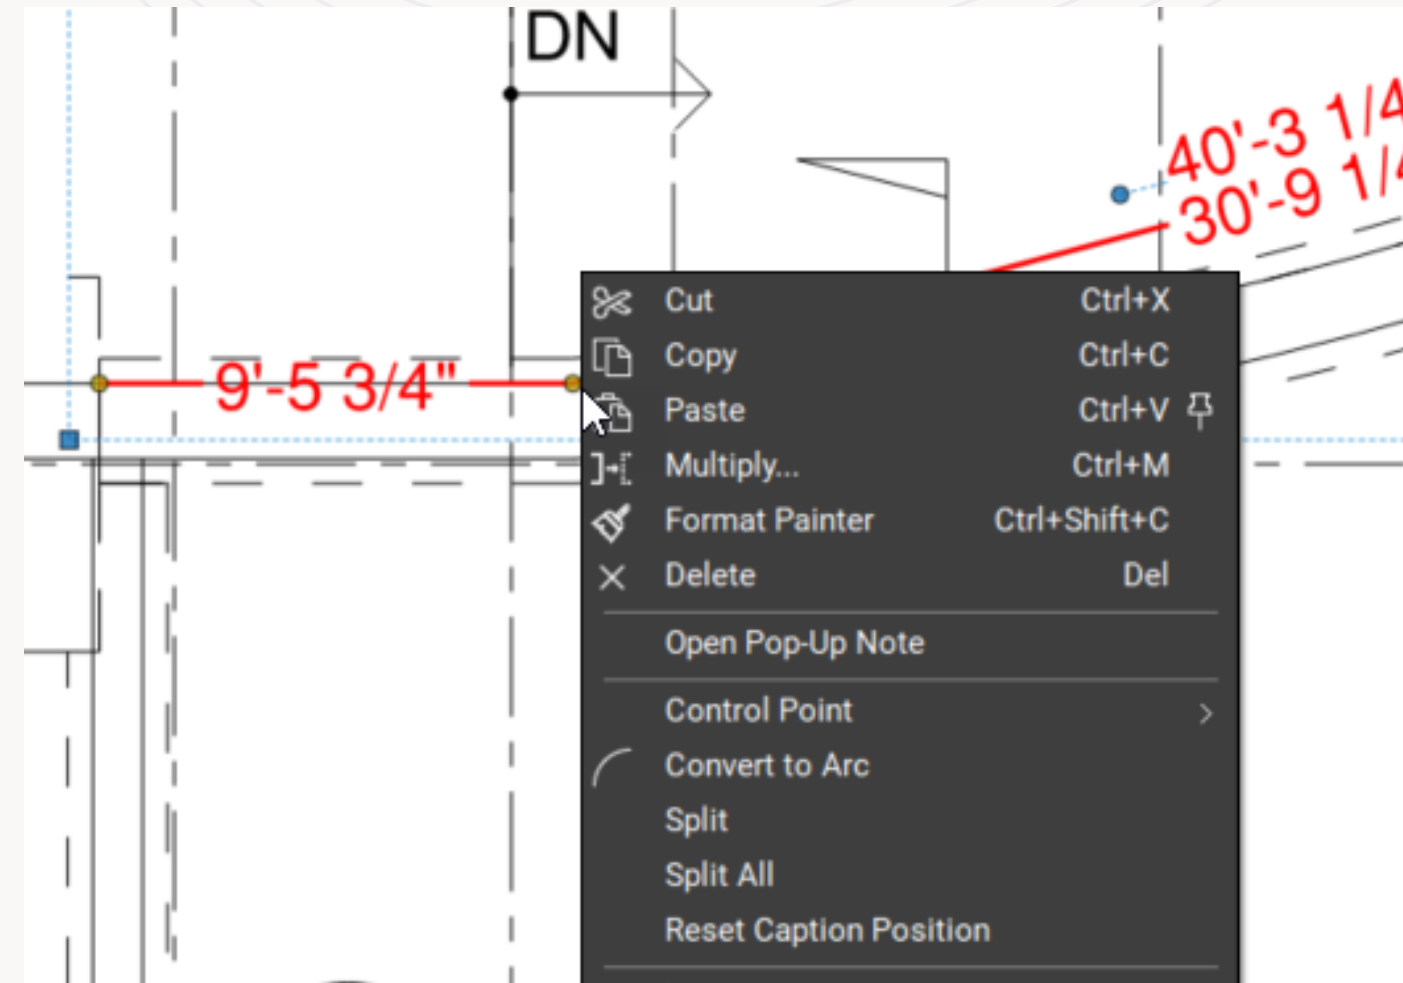 DN
40'-3 1/4
30'-9 1/4
9'-5 3/4"
Cut Ctrl+X
Copy Ctrl+C
Paste Ctrl+V
Multiply... Ctrl+M
Format Painter Ctrl+Shift+C
Delete Del
Open Pop-Up Note
Control Point
Convert to Arc
Split
Split All
Reset Caption Position